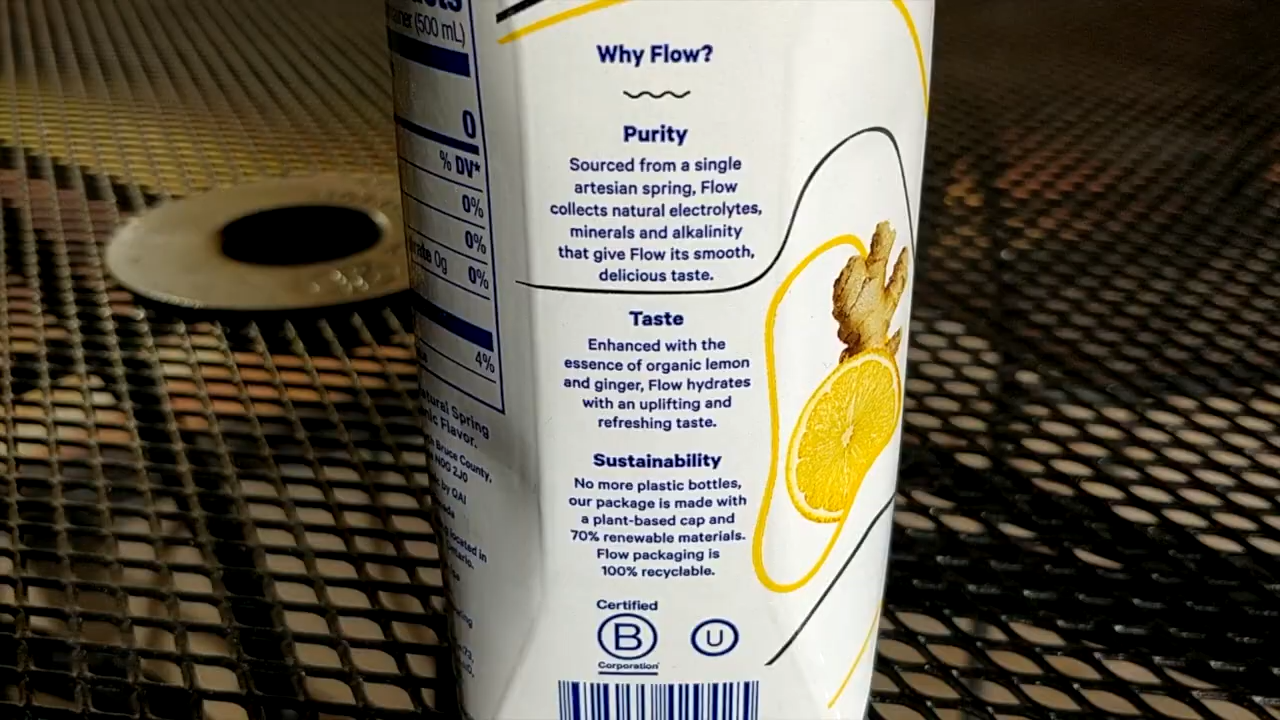 (500 mL)
0
% DV*
0%
0%
0g 0%
4%
Spring
Flavor.
Bruce County,
N0G 2J0
by QAI
located in
Why Flow?
Purity
Sourced from a single
artesian spring, Flow
collects natural electrolytes,
minerals and alkalinity
that give Flow its smooth,
delicious taste.
Taste
Enhanced with the
essence of organic lemon
and ginger, Flow hydrates
with an uplifting and
refreshing taste.
Sustainability
No more plastic bottles,
our package is made with
a plant-based cap and
70% renewable materials.
Flow packaging is
100% recyclable.
Certified
B U
Corporation